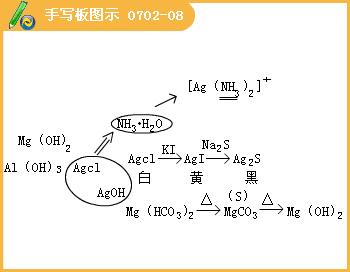 手写板图示 0702-08
[Ag (NH₃)₂]⁺
NH₃·H₂O
Mg (OH)₂
Al (OH)₃
Agcl
AgOH
Agcl KI AgI Na₂S Ag₂S
白 黄 黑
Mg (HCO₃)₂ △ (S) MgCO₃ △ Mg (OH)₂